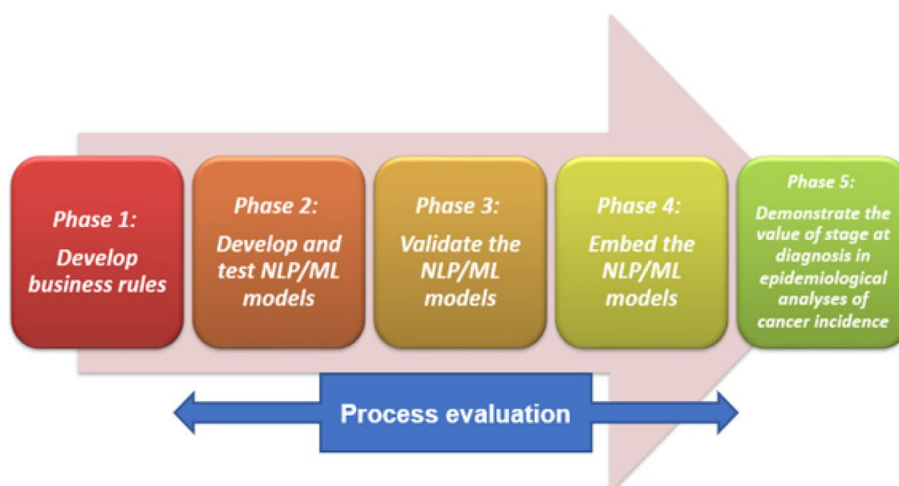 Phase 1:
Develop
business rules
Phase 2:
Develop and
test NLP/ML
models
Phase 3:
Validate the
NLP/ML
models
Phase 4:
Embed the
NLP/ML
models
Phase 5:
Demonstrate the
value of stage at
diagnosis in
epidemiological
analyses of
cancer incidence
Process evaluation